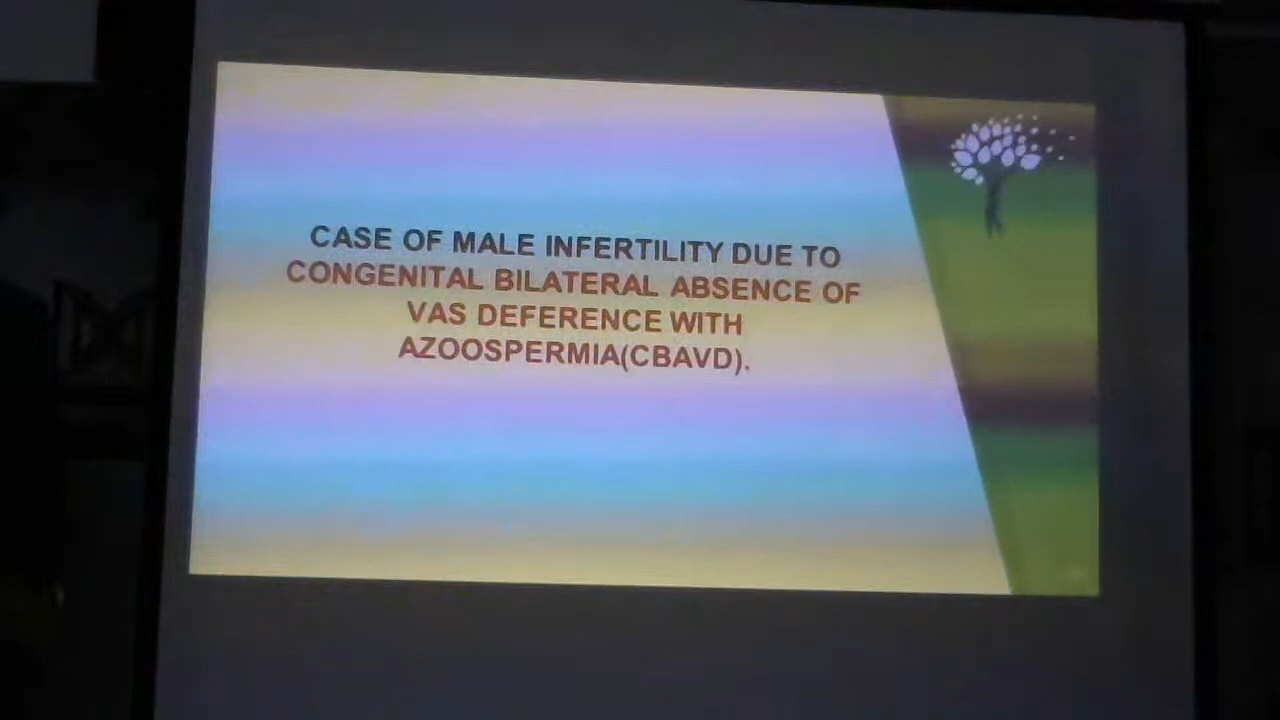 CASE OF MALE INFERTILITY DUE TO
CONGENITAL BILATERAL ABSENCE OF
VAS DEFERENCE WITH
AZOOSPERMIA(CBAVD).